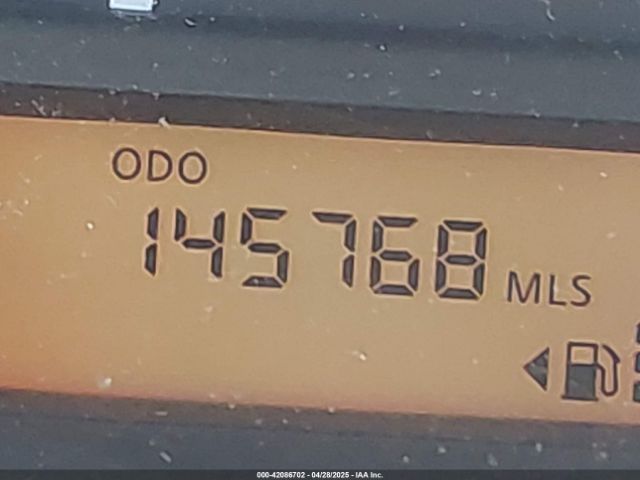 ODO
145768 MLS
000-42086702 - 04/28/2025 - IAA Inc.